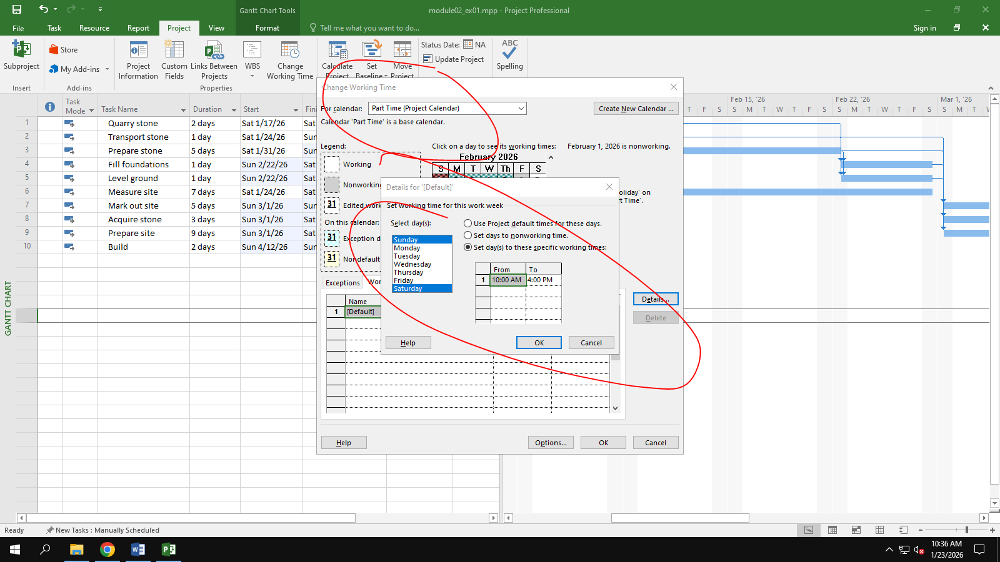 Gantt Chart Tools
module02_ex01.mpp - Project Professional
File Task Resource Report Project View Format Tell me what you want to do... Sign in
Subproject
Store
My Add-ins
Project Information
Custom Fields
Links Between Projects
WBS
Change Working Time
Calculate Project
Set Baseline
Move Project
Status Date: NA
Update Project
ABC
Spelling
Insert Add-ins Properties
Task Mode Task Name Duration Start
1 Quarry stone 2 days Sat 1/17/26 Sat
2 Transport stone 1 day Sat 1/24/26 Sun
3 Prepare stone 5 days Sat 1/31/26 Sat
4 Fill foundations 1 day Sun 2/22/26 Sat
5 Level ground 1 day Sun 2/22/26 Sat
6 Measure site 7 days Sat 1/24/26 Sat
7 Mark out site 5 days Sun 3/1/26 Sat
8 Acquire stone 3 days Sun 3/1/26 Sat
9 Prepare site 9 days Sun 3/1/26 Sat
10 Build 2 days Sun 4/12/26 Sun
GANTT CHART
Feb 15, '26 Feb 22, '26 Mar 1, '26
T F S S M T W T F S S M T W T F S S M T
Change Working Time
For calendar: Part Time (Project Calendar)
Create New Calendar ...
Calendar 'Part Time' is a base calendar.
Legend:
Click on a day to see its working times:
February 1, 2026 is nonworking.
Working
Nonworking
31 Edited work
On this calendar:
31 Exception d
31 Nondefault
February 2026
S M T W Th F S
oliday' on
rt Time'.
Exceptions Wor
Name
1 [Default]
Details...
Delete
Details for '[Default]'
Set working time for this work week
Select day(s):
Sunday
Monday
Tuesday
Wednesday
Thursday
Friday
Saturday
Use Project default times for these days.
Set days to nonworking time.
Set day(s) to these specific working times:
From To
1 10:00 AM 4:00 PM
Help OK Cancel
Help Options... OK Cancel
Ready New Tasks : Manually Scheduled
10:36 AM
1/23/2026